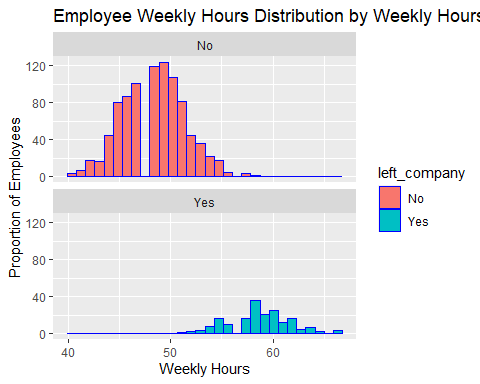 Employee Weekly Hours Distribution by Weekly Hours
No
120
80
40
0
Yes
120
80
40
0
40 50 60
Weekly Hours
Proportion of Employees
left_company
No
Yes